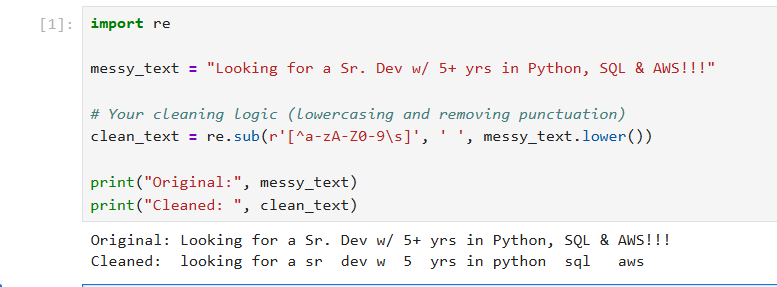 [1]: import re
messy_text = "Looking for a Sr. Dev w/ 5+ yrs in Python, SQL & AWS!!!"
# Your cleaning logic (lowercasing and removing punctuation)
clean_text = re.sub(r'[^a-zA-Z0-9\s]', ' ', messy_text.lower())
print("Original:", messy_text)
print("Cleaned: ", clean_text)
Original: Looking for a Sr. Dev w/ 5+ yrs in Python, SQL & AWS!!!
Cleaned:  looking for a sr  dev w  5  yrs in python  sql   aws